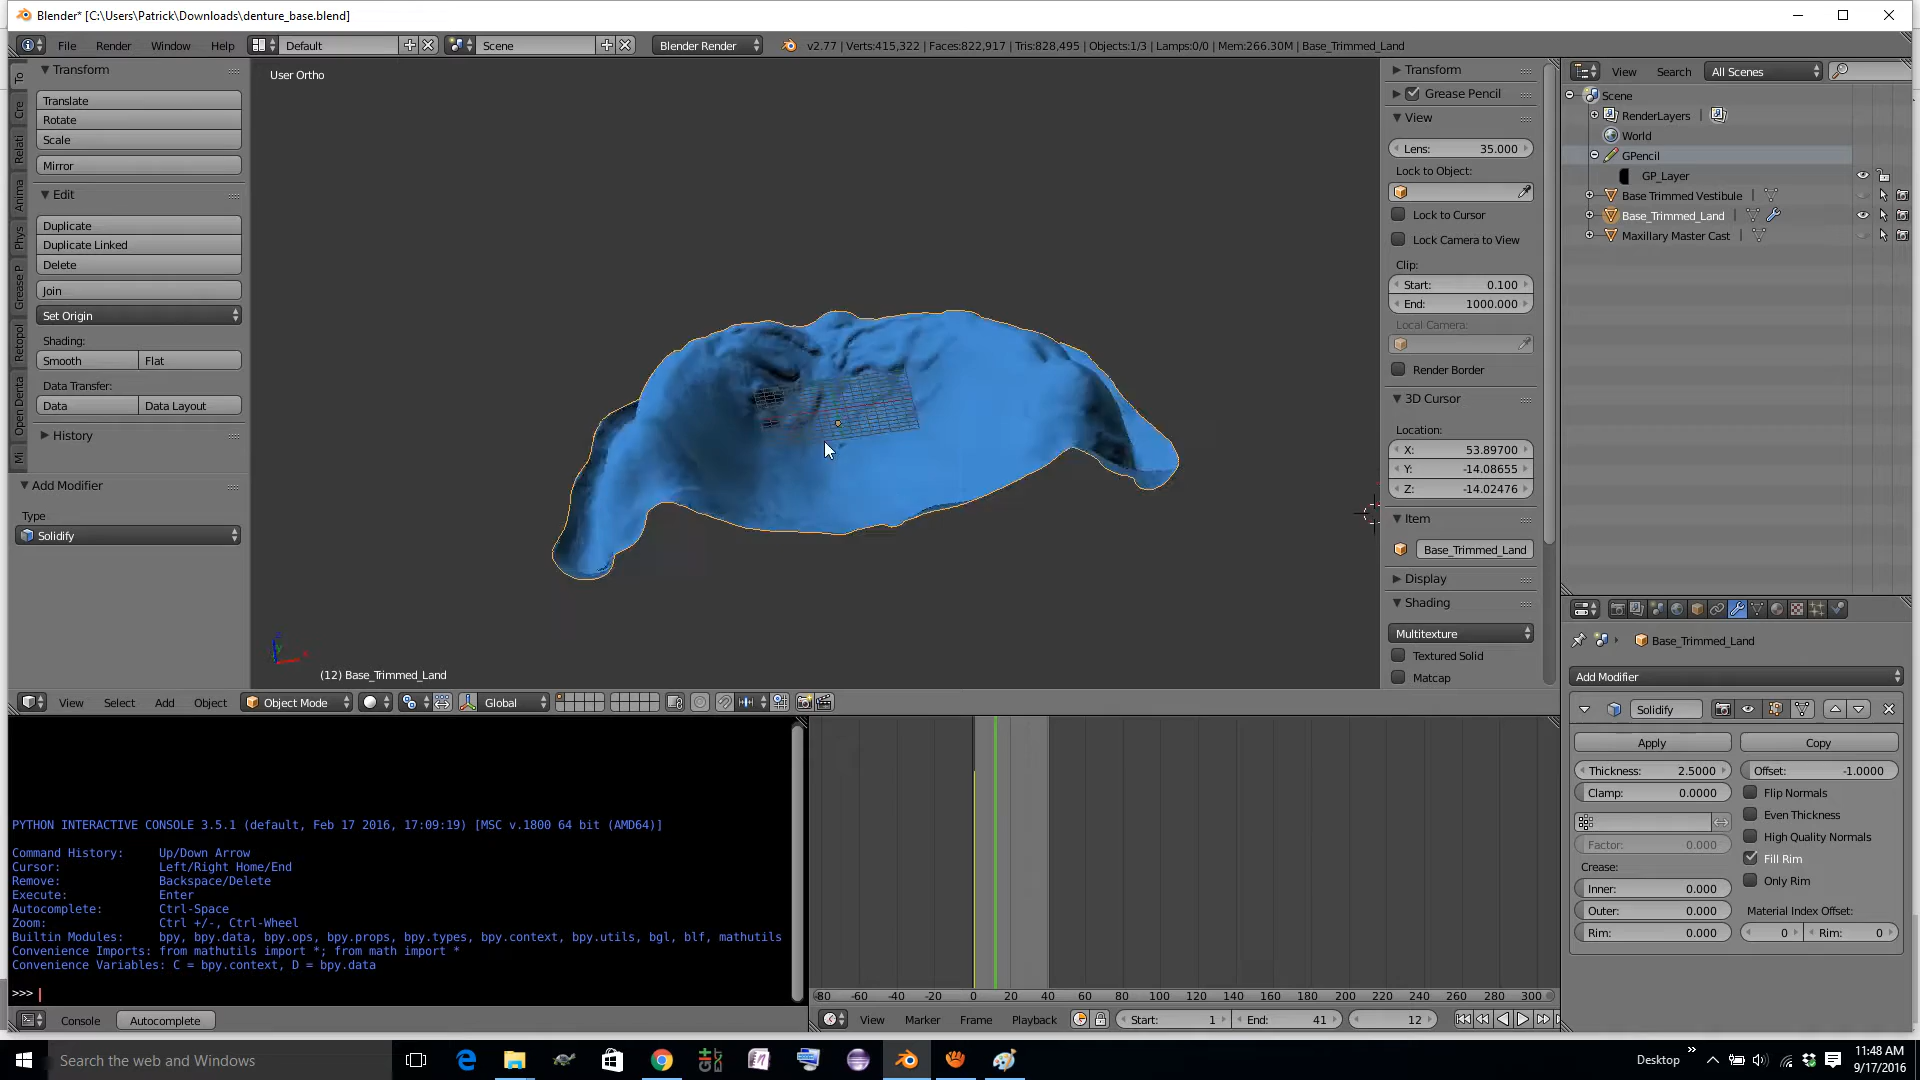 Blender* [C:\Users\Patrick\Downloads\denture_base.blend]
File Render Window Help Default Scene Blender Render v2.77 | Verts:415,322 | Faces:822,917 | Tris:828,495 | Objects:1/3 | Lamps:0/0 | Mem:266.30M | Base_Trimmed_Land
To
Cre
Relati
Anima
Phys
Grease P
Retopol
Open Denta
Mi
Transform
Translate
Rotate
Scale
Mirror
Edit
Duplicate
Duplicate Linked
Delete
Join
Set Origin
Shading:
Smooth Flat
Data Transfer:
Data Data Layout
History
Add Modifier
Type
Solidify
User Ortho
(12) Base_Trimmed_Land
View Select Add Object Object Mode Global
Transform
Grease Pencil
View
Lens: 35.000
Lock to Object:
Lock to Cursor
Lock Camera to View
Clip:
Start: 0.100
End: 1000.000
Local Camera:
Render Border
3D Cursor
Location:
X: 53.89700
Y: -14.08655
Z: -14.02476
Item
Base_Trimmed_Land
Display
Shading
Multitexture
Textured Solid
Matcap
View Search All Scenes
Scene
RenderLayers |
World
GPencil
GP_Layer
Base Trimmed Vestibule
Base_Trimmed_Land
Maxillary Master Cast
Base_Trimmed_Land
Add Modifier
Solidify
Apply Copy
Thickness: 2.5000 Offset: -1.0000
Clamp: 0.0000 Flip Normals
Even Thickness
High Quality Normals
Factor: 0.000 Fill Rim
Crease: Only Rim
Inner: 0.000
Outer: 0.000 Material Index Offset:
Rim: 0.000 0 Rim: 0
PYTHON INTERACTIVE CONSOLE 3.5.1 (default, Feb 17 2016, 17:09:19) [MSC v.1800 64 bit (AMD64)]
Command History: Up/Down Arrow
Cursor: Left/Right Home/End
Remove: Backspace/Delete
Execute: Enter
Autocomplete: Ctrl-Space
Zoom: Ctrl +/-, Ctrl-Wheel
Builtin Modules: bpy, bpy.data, bpy.ops, bpy.props, bpy.types, bpy.context, bpy.utils, bgl, blf, mathutils
Convenience Imports: from mathutils import *; from math import *
Convenience Variables: C = bpy.context, D = bpy.data
>>>
Console Autocomplete
-80 -60 -40 -20 0 20 40 60 80 100 120 140 160 180 200 220 240 260 280 300
View Marker Frame Playback Start: 1 End: 41 12
Search the web and Windows
Desktop
11:48 AM
9/17/2016